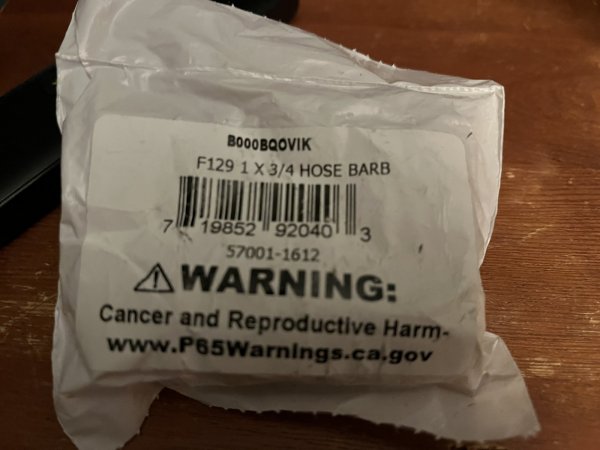 B000BQOVIK
F129 1 X 3/4 HOSE BARB
7 19852 92040 3
57001-1612
⚠WARNING:
Cancer and Reproductive Harm-
www.P65Warnings.ca.gov